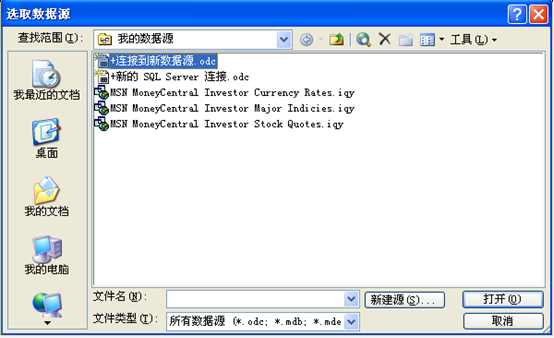 选取数据源
查找范围(I): 我的数据源 工具(L)
+连接到新数据源.odc
+新的 SQL Server 连接.odc
MSN MoneyCentral Investor Currency Rates.iqy
MSN MoneyCentral Investor Major Indicies.iqy
MSN MoneyCentral Investor Stock Quotes.iqy
我最近的文档
桌面
我的文档
我的电脑
文件名(N): 新建源(S)... 打开(O)
文件类型(T): 所有数据源 (*.odc; *.mdb; *.mde 取消